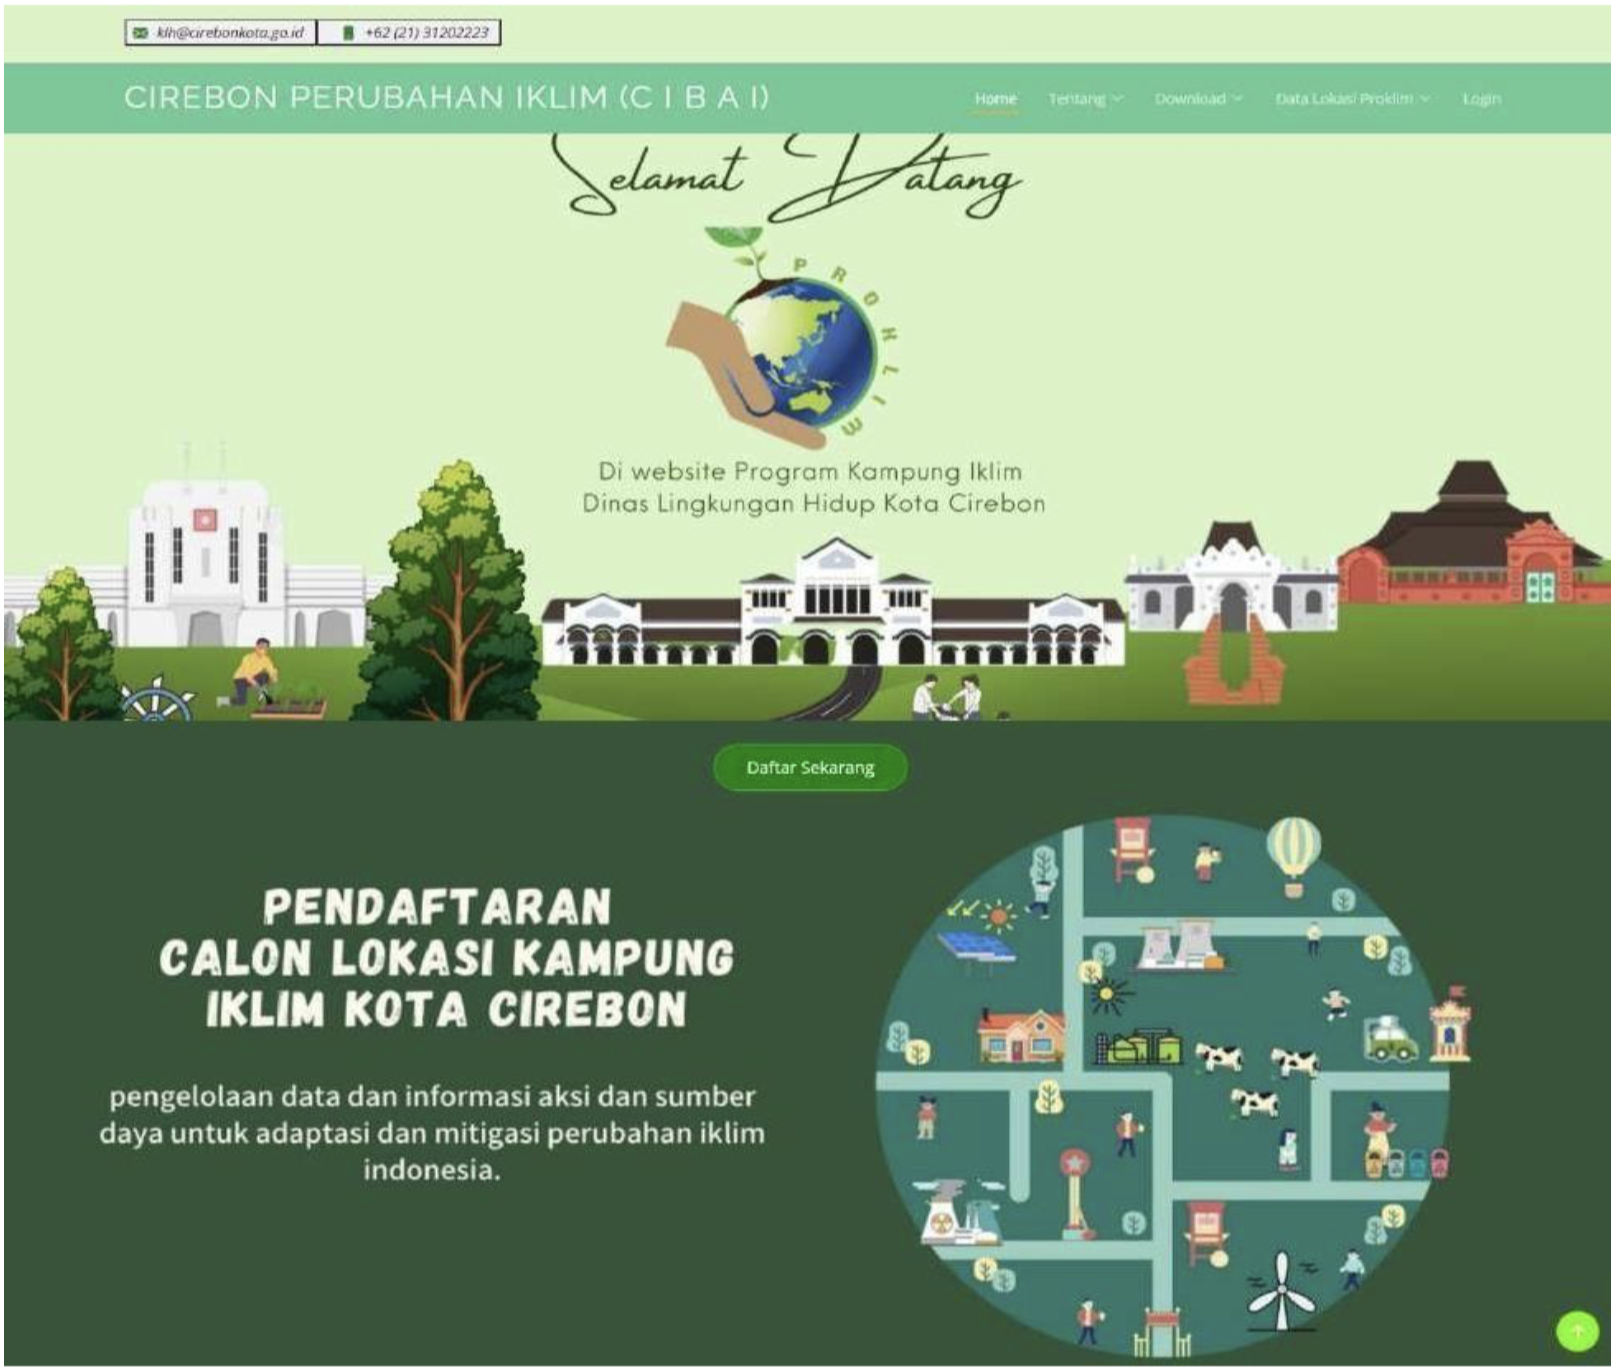 klh@cirebonkota.go.id +62 (21) 31202223
CIREBON PERUBAHAN IKLIM (C I B A I) Home Tentang Download Data Lokasi Proklim Login
Selamat Datang
PROKLIM
Di website Program Kampung Iklim
Dinas Lingkungan Hidup Kota Cirebon
Daftar Sekarang
PENDAFTARAN
CALON LOKASI KAMPUNG
IKLIM KOTA CIREBON
pengelolaan data dan informasi aksi dan sumber
daya untuk adaptasi dan mitigasi perubahan iklim
indonesia.